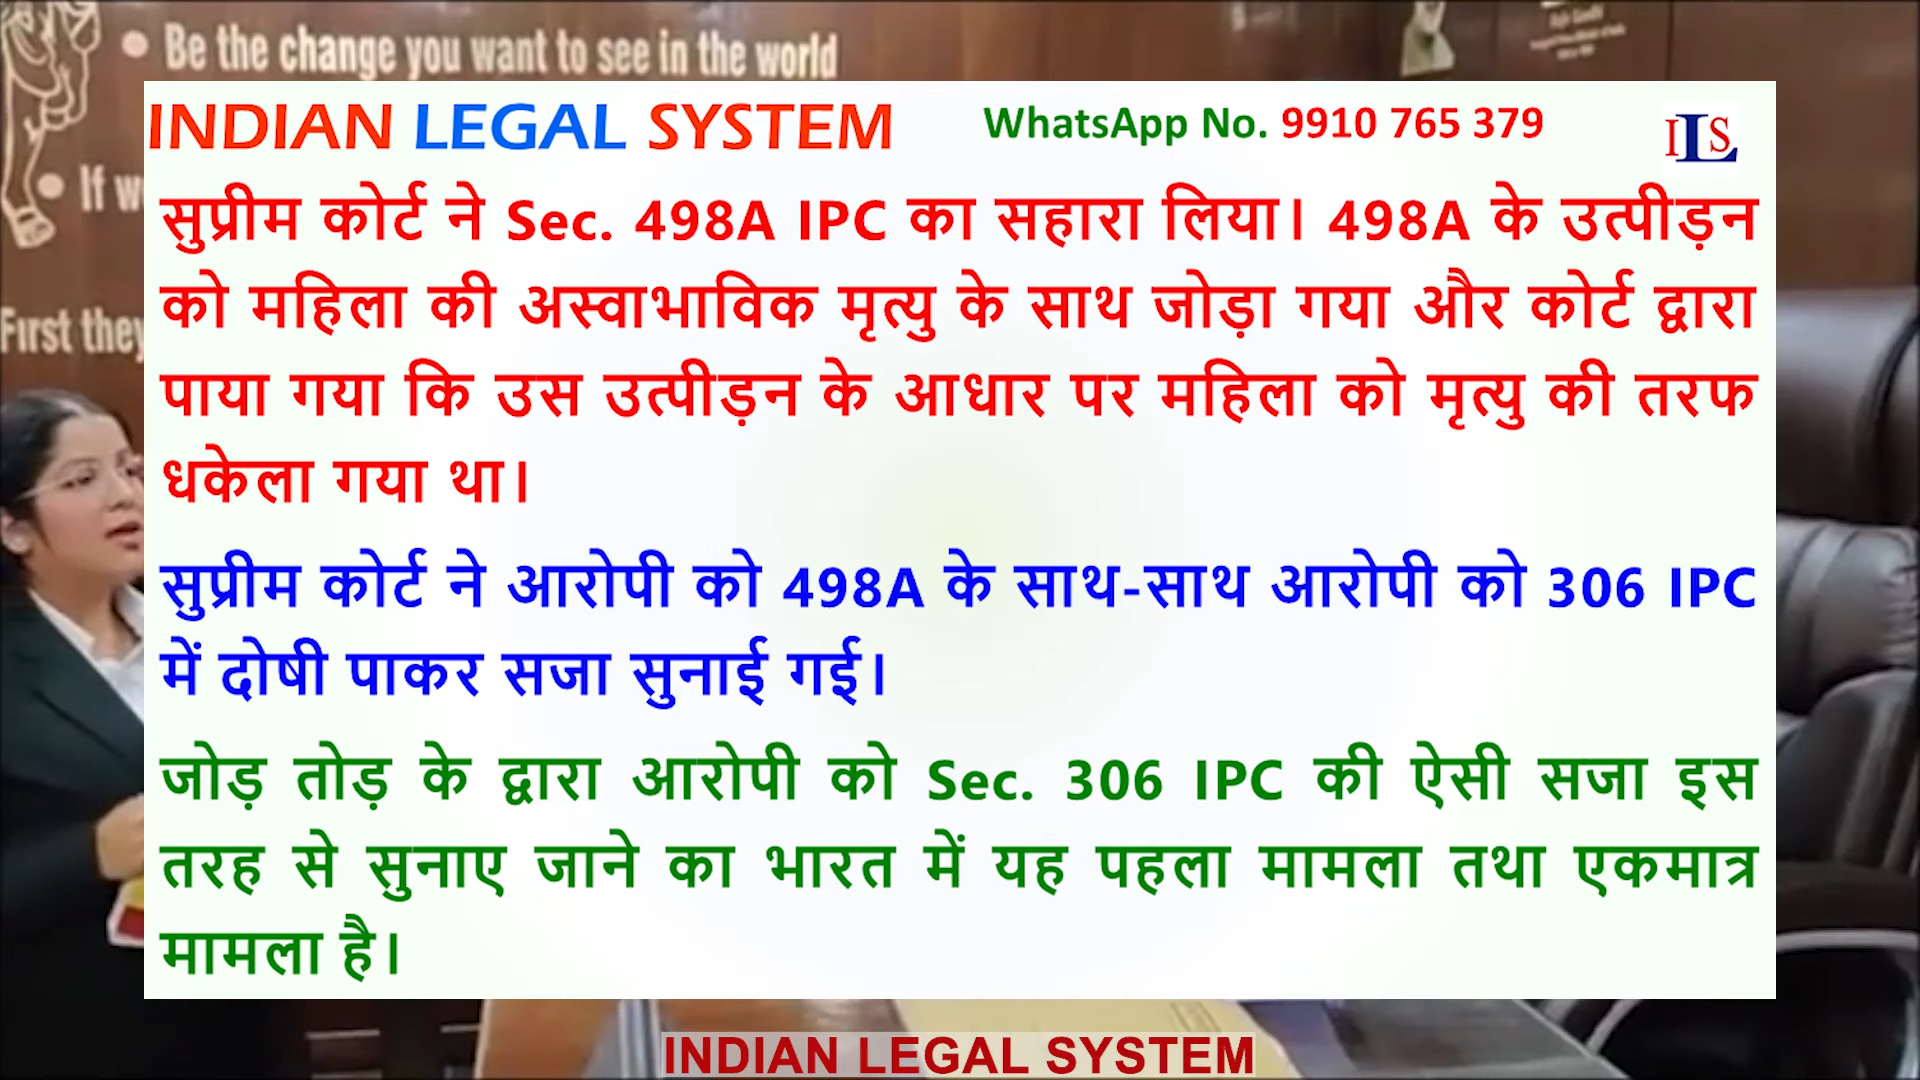 Be the change you want to see in the world
INDIAN LEGAL SYSTEM
WhatsApp No. 9910 765 379
ILS
If w
सुप्रीम कोर्ट ने Sec. 498A IPC का सहारा लिया। 498A के उत्पीड़न
को महिला की अस्वाभाविक मृत्यु के साथ जोड़ा गया और कोर्ट द्वारा
First they
पाया गया कि उस उत्पीड़न के आधार पर महिला को मृत्यु की तरफ
धकेला गया था।
सुप्रीम कोर्ट ने आरोपी को 498A के साथ-साथ आरोपी को 306 IPC
में दोषी पाकर सजा सुनाई गई।
जोड़ तोड़ के द्वारा आरोपी को Sec. 306 IPC की ऐसी सजा इस
तरह से सुनाए जाने का भारत में यह पहला मामला तथा एकमात्र
मामला है।
INDIAN LEGAL SYSTEM